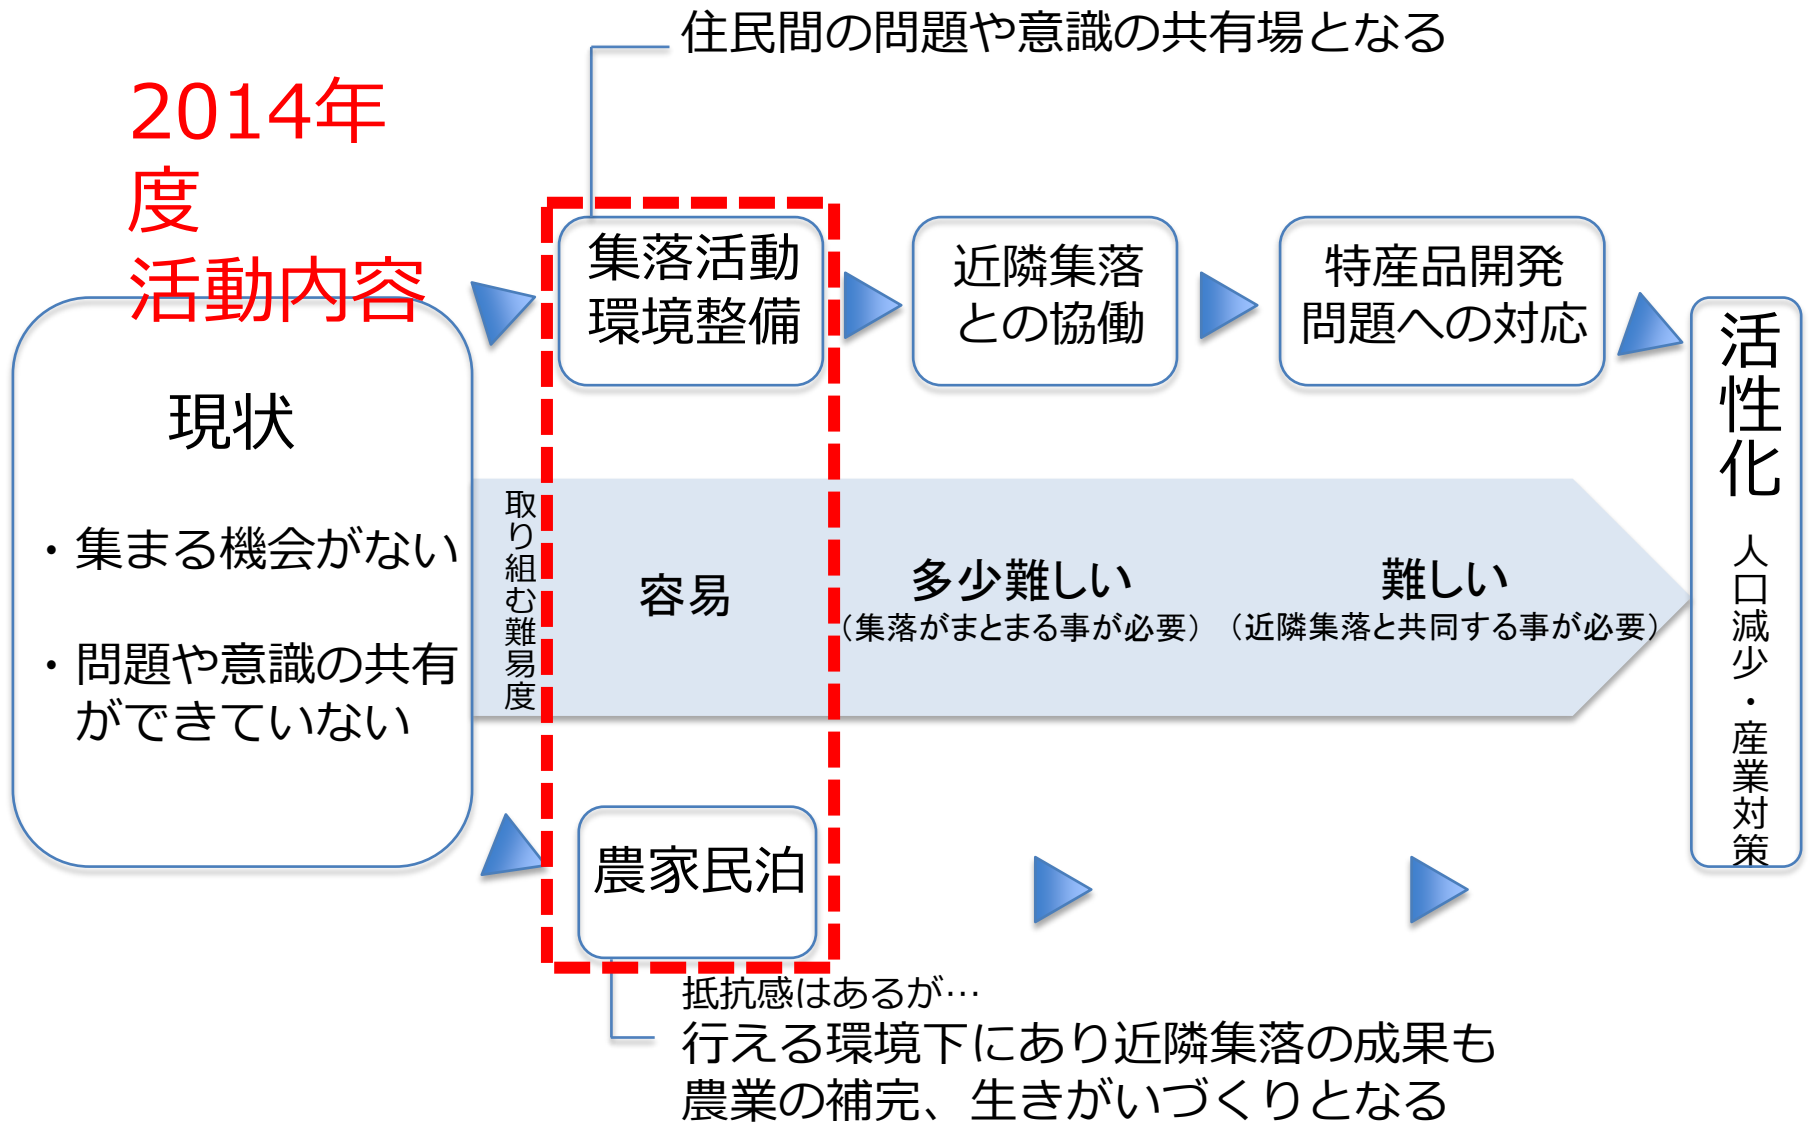 住民間の問題や意識の共有場となる
2014年
度
活動内容
現状
・集まる機会がない
・問題や意識の共有
ができていない
集落活動
環境整備
近隣集落
との協働
特産品開発
問題への対応
取り組む難易度
容易
多少難しい
（集落がまとまる事が必要）
難しい
（近隣集落と共同する事が必要）
活性化
人口減少・産業対策
農家民泊
抵抗感はあるが…
行える環境下にあり近隣集落の成果も
農業の補完、生きがいづくりとなる